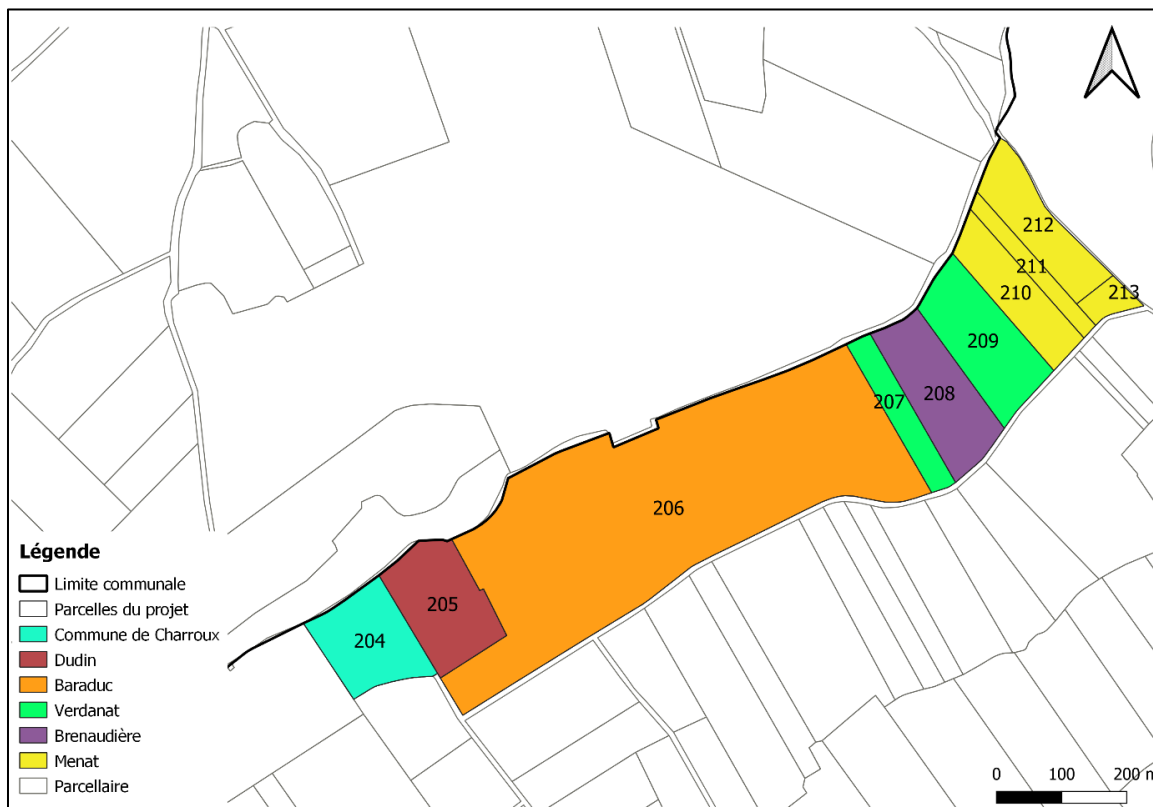 212
211
213
210
209
208
207
206
205
204
Légende
Limite communale
Parcelles du projet
Commune de Charroux
Dudin
Baraduc
Verdanat
Brenaudière
Menat
Parcellaire
0 100 200 m